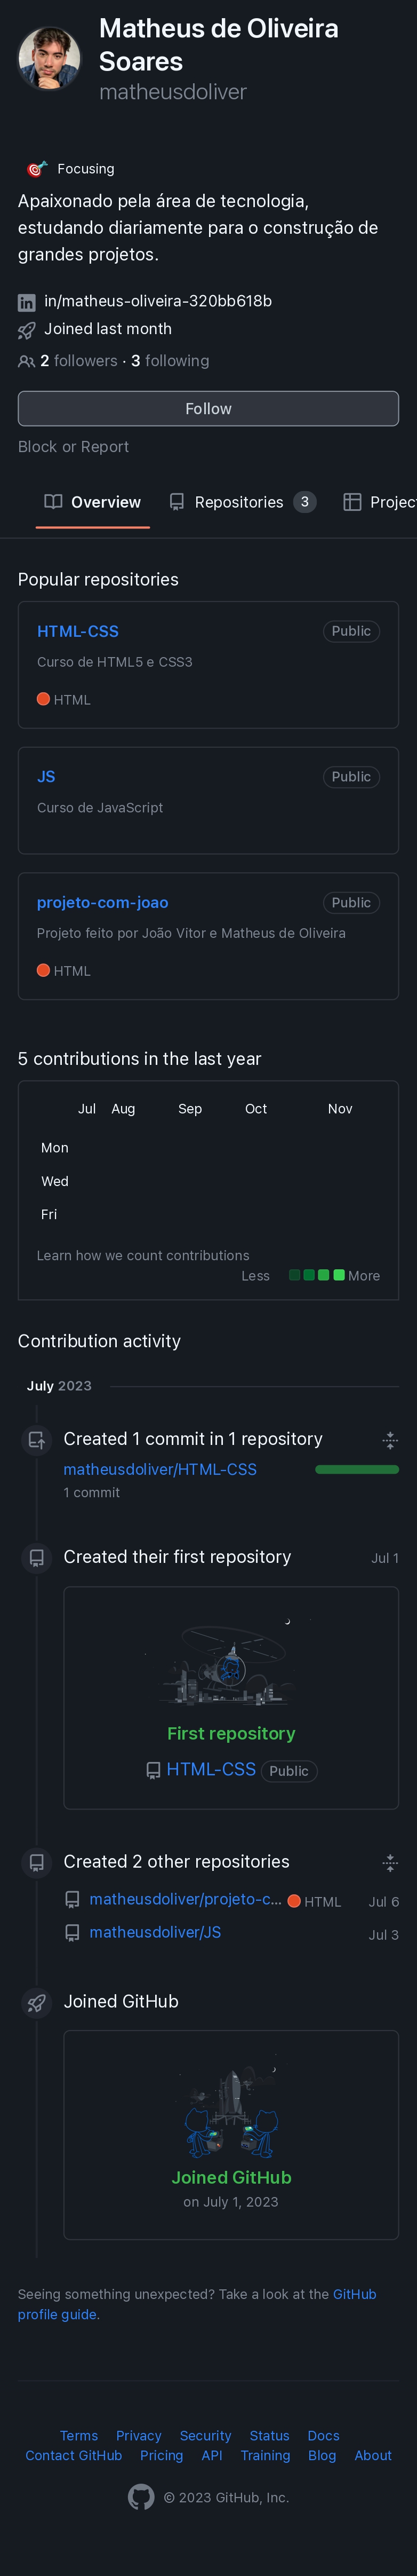 Matheus de Oliveira
Soares
matheusdoliver
Focusing
Apaixonado pela área de tecnologia,
estudando diariamente para o construção de
grandes projetos.
in/matheus-oliveira-320bb618b
Joined last month
2 followers · 3 following
Follow
Block or Report
Overview Repositories 3 Projec
Popular repositories
HTML-CSS Public
Curso de HTML5 e CSS3
HTML
JS Public
Curso de JavaScript
projeto-com-joao Public
Projeto feito por João Vitor e Matheus de Oliveira
HTML
5 contributions in the last year
Jul Aug Sep Oct Nov
Mon
Wed
Fri
Learn how we count contributions
Less More
Contribution activity
July 2023
Created 1 commit in 1 repository
matheusdoliver/HTML-CSS
1 commit
Created their first repository Jul 1
First repository
HTML-CSS Public
Created 2 other repositories
matheusdoliver/projeto-c... HTML Jul 6
matheusdoliver/JS Jul 3
Joined GitHub
Joined GitHub
on July 1, 2023
Seeing something unexpected? Take a look at the GitHub
profile guide.
Terms Privacy Security Status Docs
Contact GitHub Pricing API Training Blog About
© 2023 GitHub, Inc.